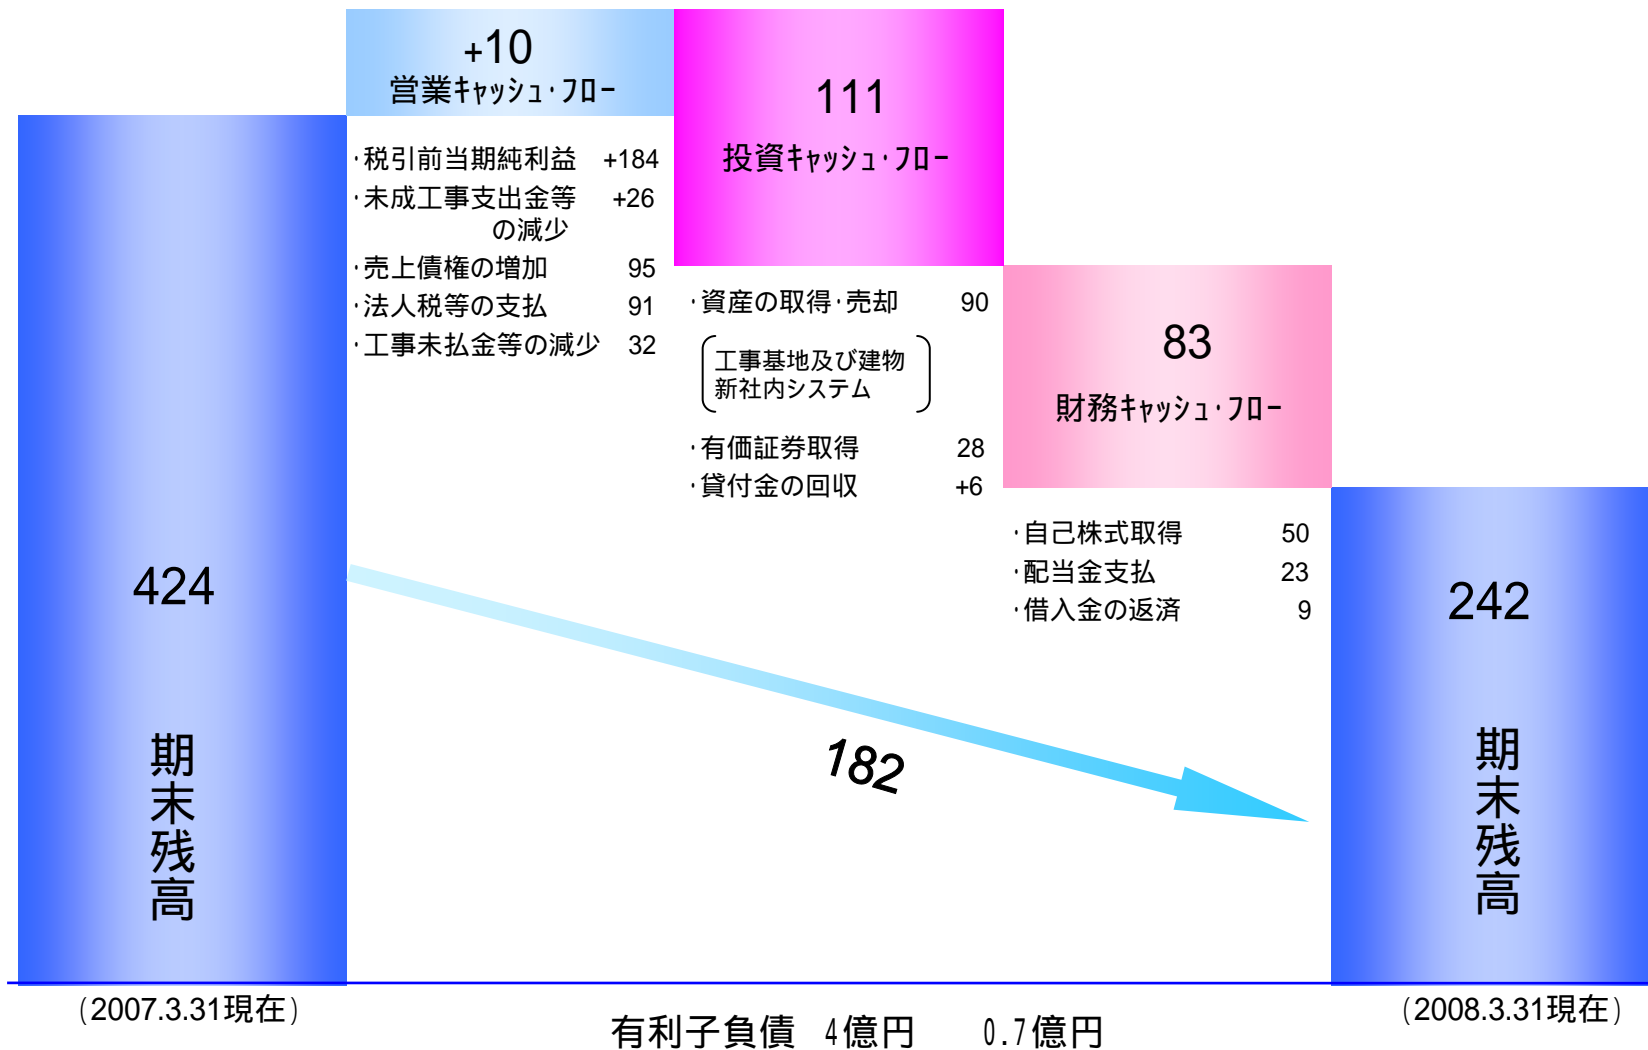 +10
営業ｷｬｯｼｭ・ﾌﾛｰ
・税引前当期純利益 +184
・未成工事支出金等 +26
の減少
・売上債権の増加 95
・法人税等の支払 91
・工事未払金等の減少 32
111
投資ｷｬｯｼｭ・ﾌﾛｰ
・資産の取得・売却 90
工事基地及び建物
新社内システム
・有価証券取得 28
・貸付金の回収 +6
83
財務ｷｬｯｼｭ・ﾌﾛｰ
・自己株式取得 50
・配当金支払 23
・借入金の返済 9
424
期末残高
182
242
期末残高
(2007.3.31現在)
(2008.3.31現在)
有利子負債 4億円 0.7億円